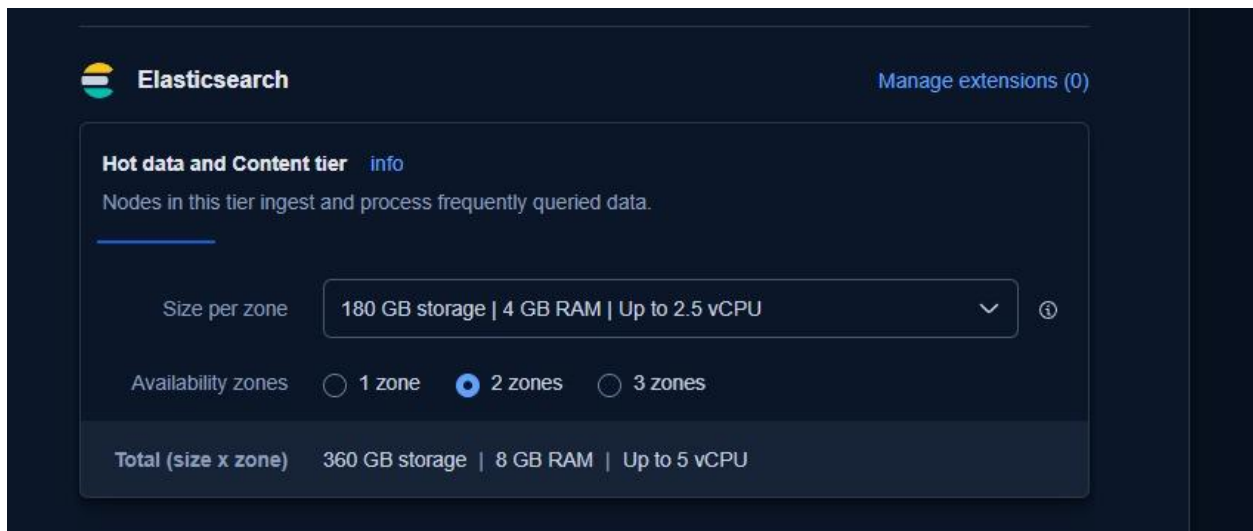 Elasticsearch
Manage extensions (0)
Hot data and Content tier info
Nodes in this tier ingest and process frequently queried data.
Size per zone 180 GB storage | 4 GB RAM | Up to 2.5 vCPU
Availability zones 1 zone 2 zones 3 zones
Total (size x zone) 360 GB storage | 8 GB RAM | Up to 5 vCPU